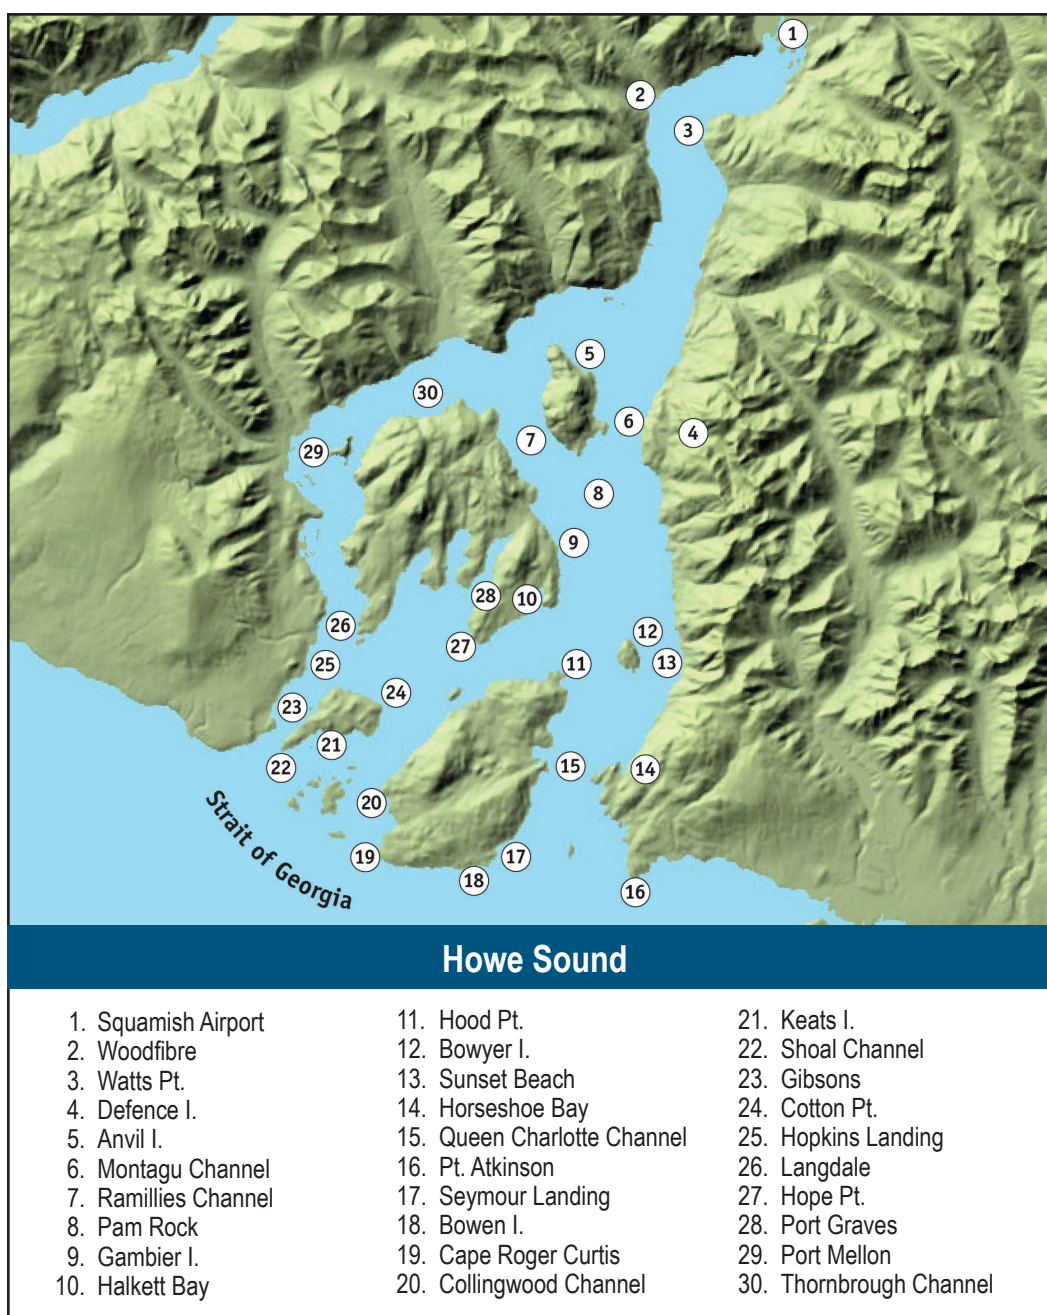 1
2
3
4
5
6
7
8
9
10
11
12
13
14
15
16
17
18
19
20
21
22
23
24
25
26
27
28
29
30
Strait of Georgia
Howe Sound
1. Squamish Airport
2. Woodfibre
3. Watts Pt.
4. Defence I.
5. Anvil I.
6. Montagu Channel
7. Ramillies Channel
8. Pam Rock
9. Gambier I.
10. Halkett Bay
11. Hood Pt.
12. Bowyer I.
13. Sunset Beach
14. Horseshoe Bay
15. Queen Charlotte Channel
16. Pt. Atkinson
17. Seymour Landing
18. Bowen I.
19. Cape Roger Curtis
20. Collingwood Channel
21. Keats I.
22. Shoal Channel
23. Gibsons
24. Cotton Pt.
25. Hopkins Landing
26. Langdale
27. Hope Pt.
28. Port Graves
29. Port Mellon
30. Thornbrough Channel